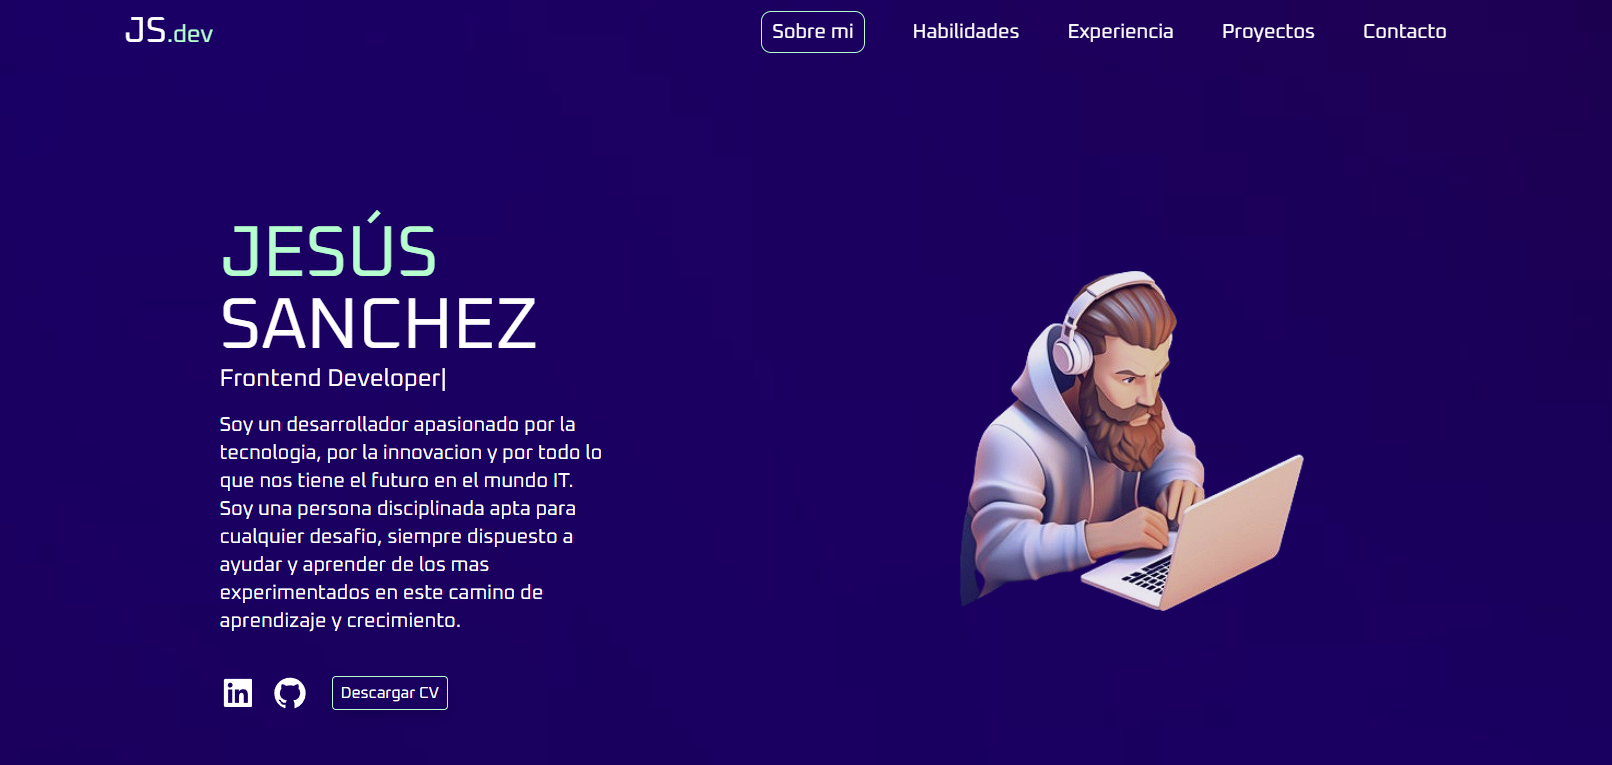 JS.dev
Sobre mi
Habilidades
Experiencia
Proyectos
Contacto
JESÚS
SANCHEZ
Frontend Developer|
Soy un desarrollador apasionado por la
tecnologia, por la innovacion y por todo lo
que nos tiene el futuro en el mundo IT.
Soy una persona disciplinada apta para
cualquier desafio, siempre dispuesto a
ayudar y aprender de los mas
experimentados en este camino de
aprendizaje y crecimiento.
in
Descargar CV